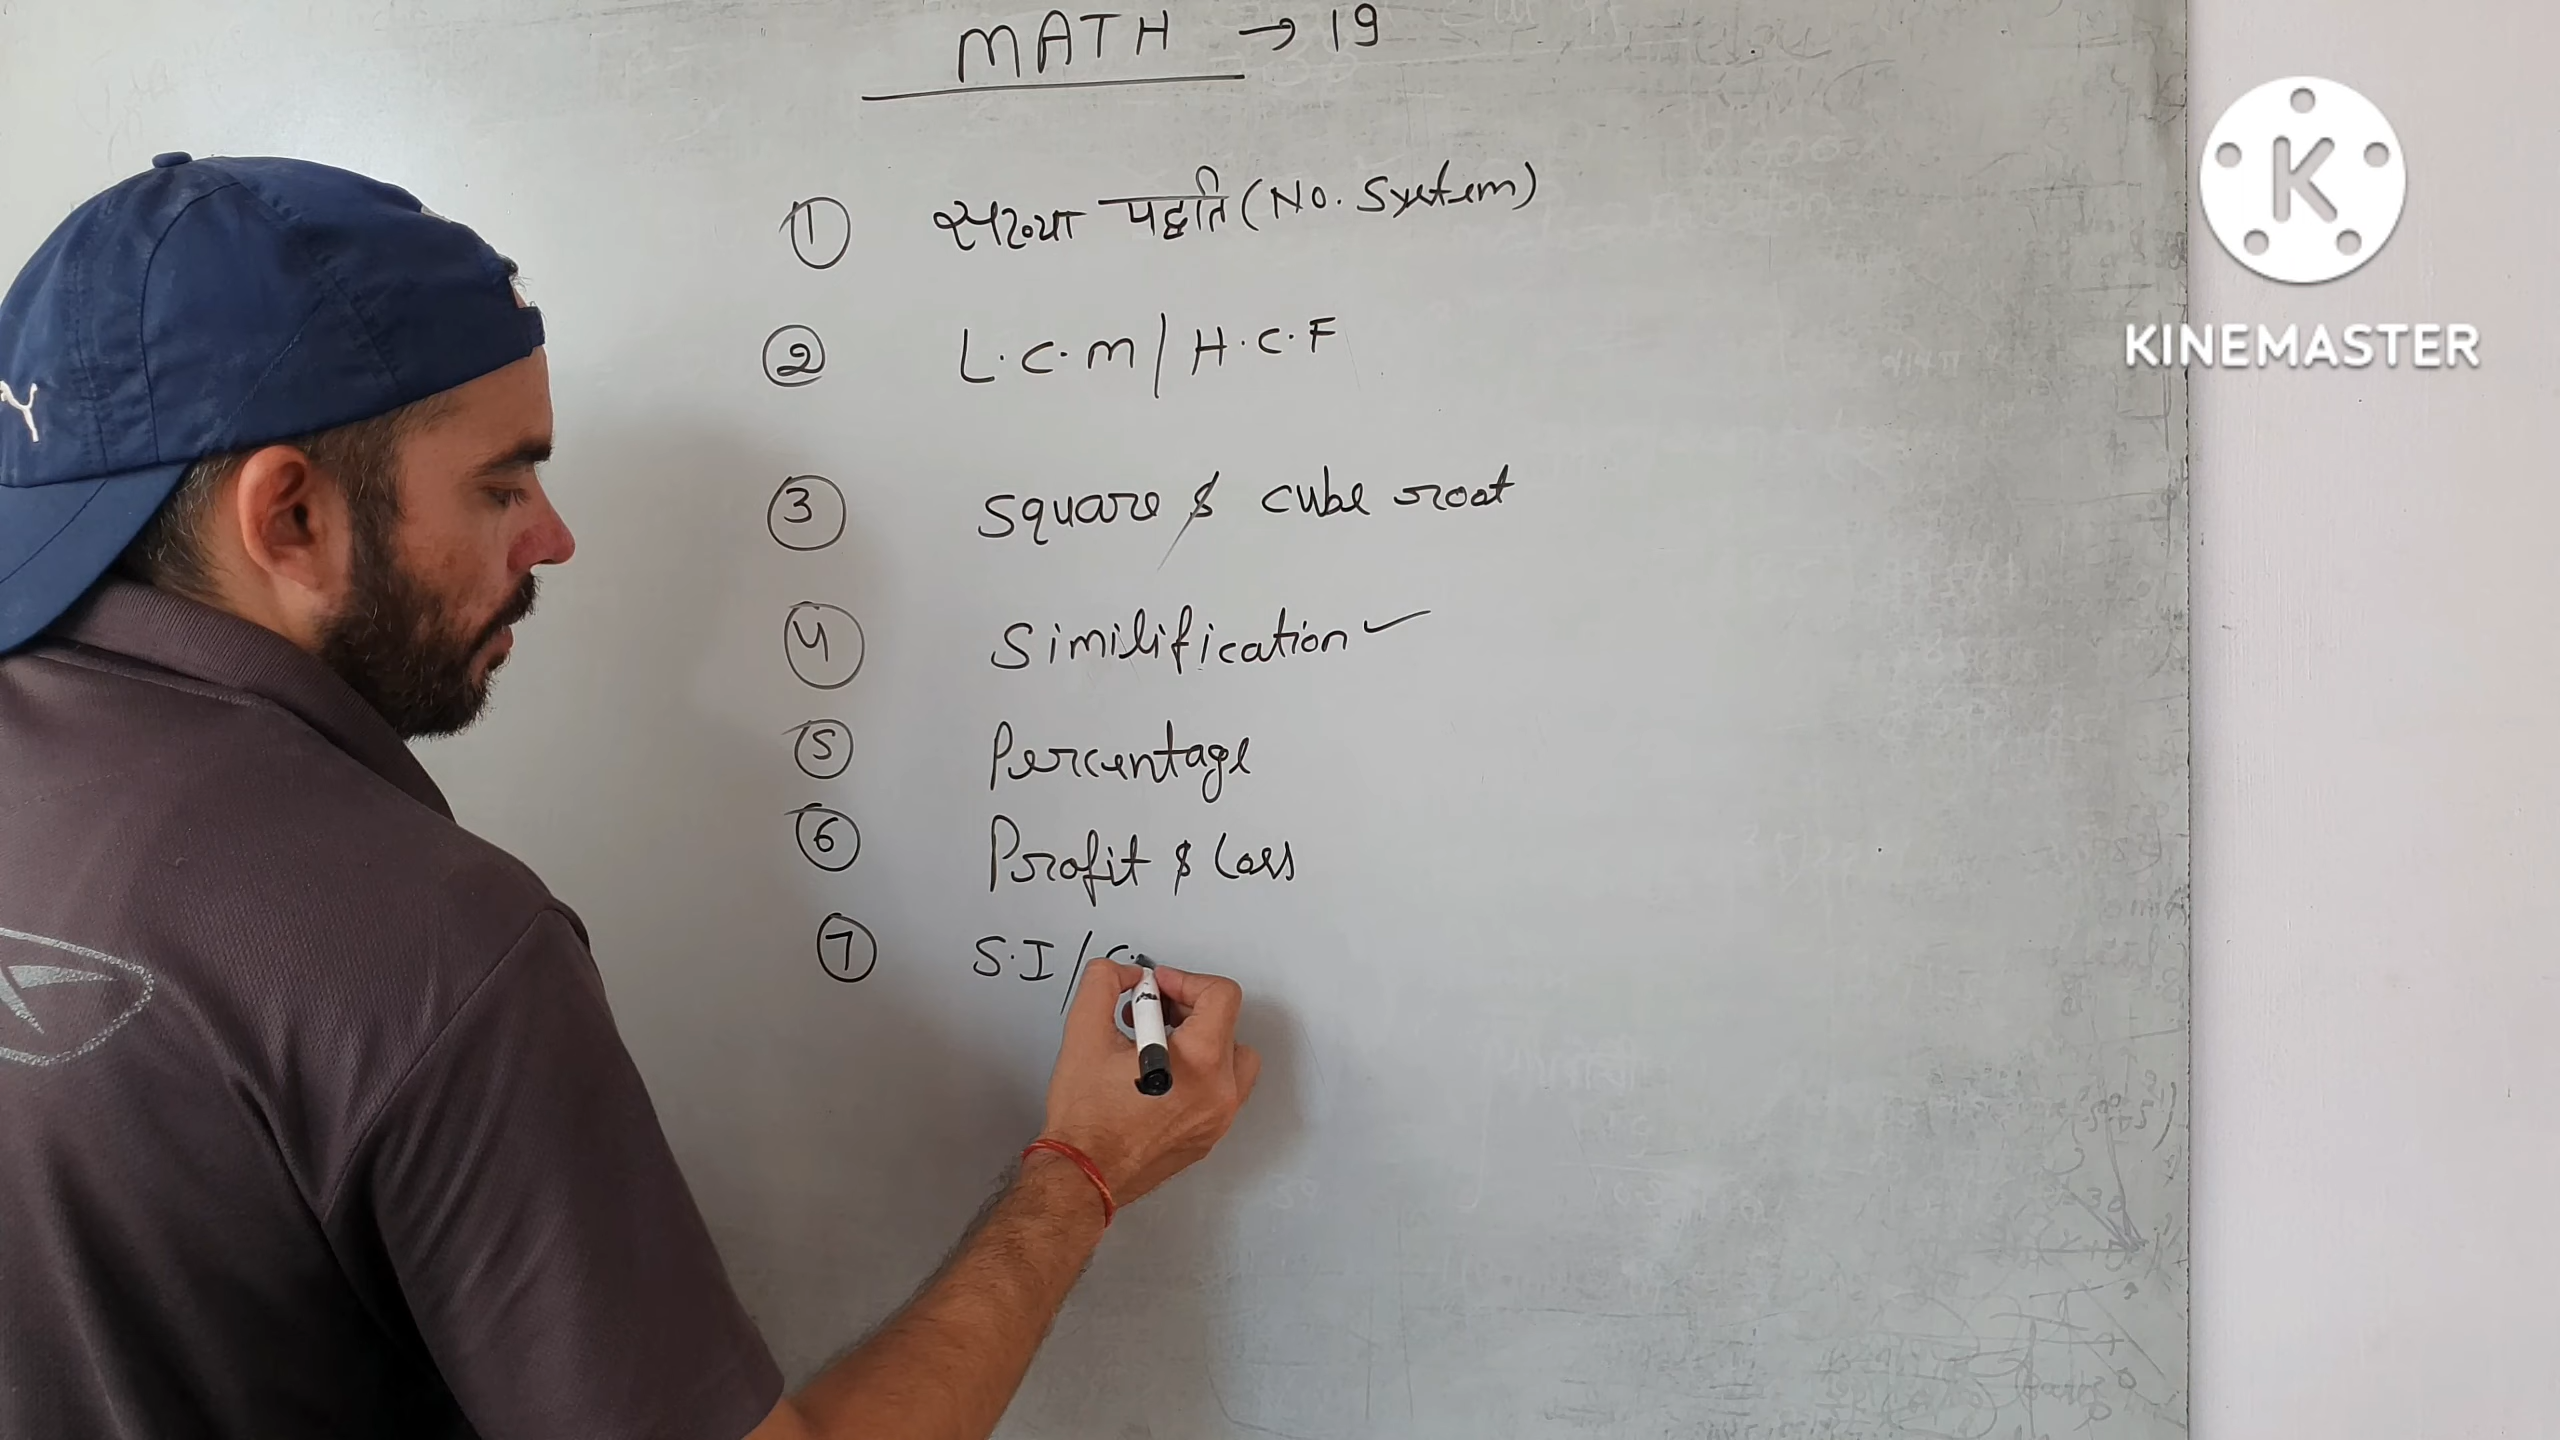 MATH → 19
① संख्या पद्धति (No. System)
② L.C.M / H.C.F
③ Square & cube root
④ Similification ✓
⑤ Percentage
⑥ Profit & Loss
⑦ S.I / C.
K
KINEMASTER